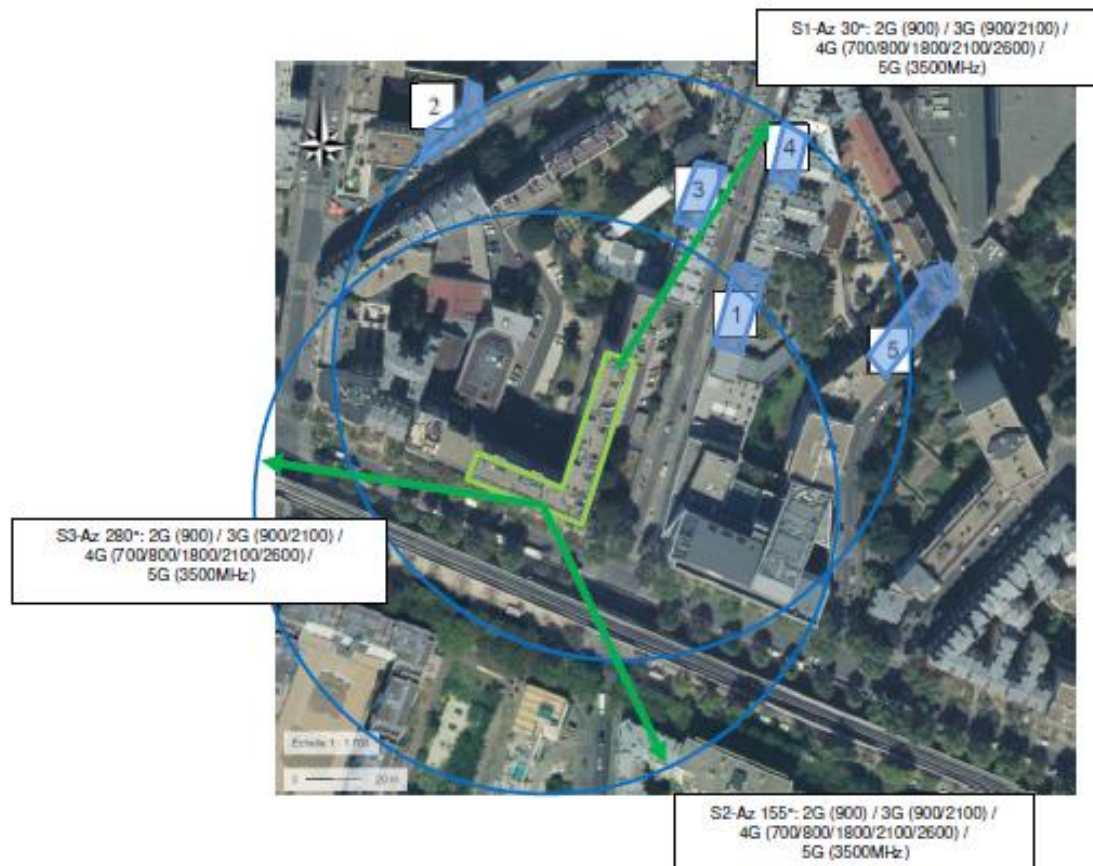 S1-Az 30°: 2G (900) / 3G (900/2100) /
4G (700/800/1800/2100/2600) /
5G (3500MHz)
2
4
3
1
5
S3-Az 280°: 2G (900) / 3G (900/2100) /
4G (700/800/1800/2100/2600) /
5G (3500MHz)
Echelle 1 : 1 700
0 20 m
S2-Az 155°: 2G (900) / 3G (900/2100) /
4G (700/800/1800/2100/2600) /
5G (3500MHz)